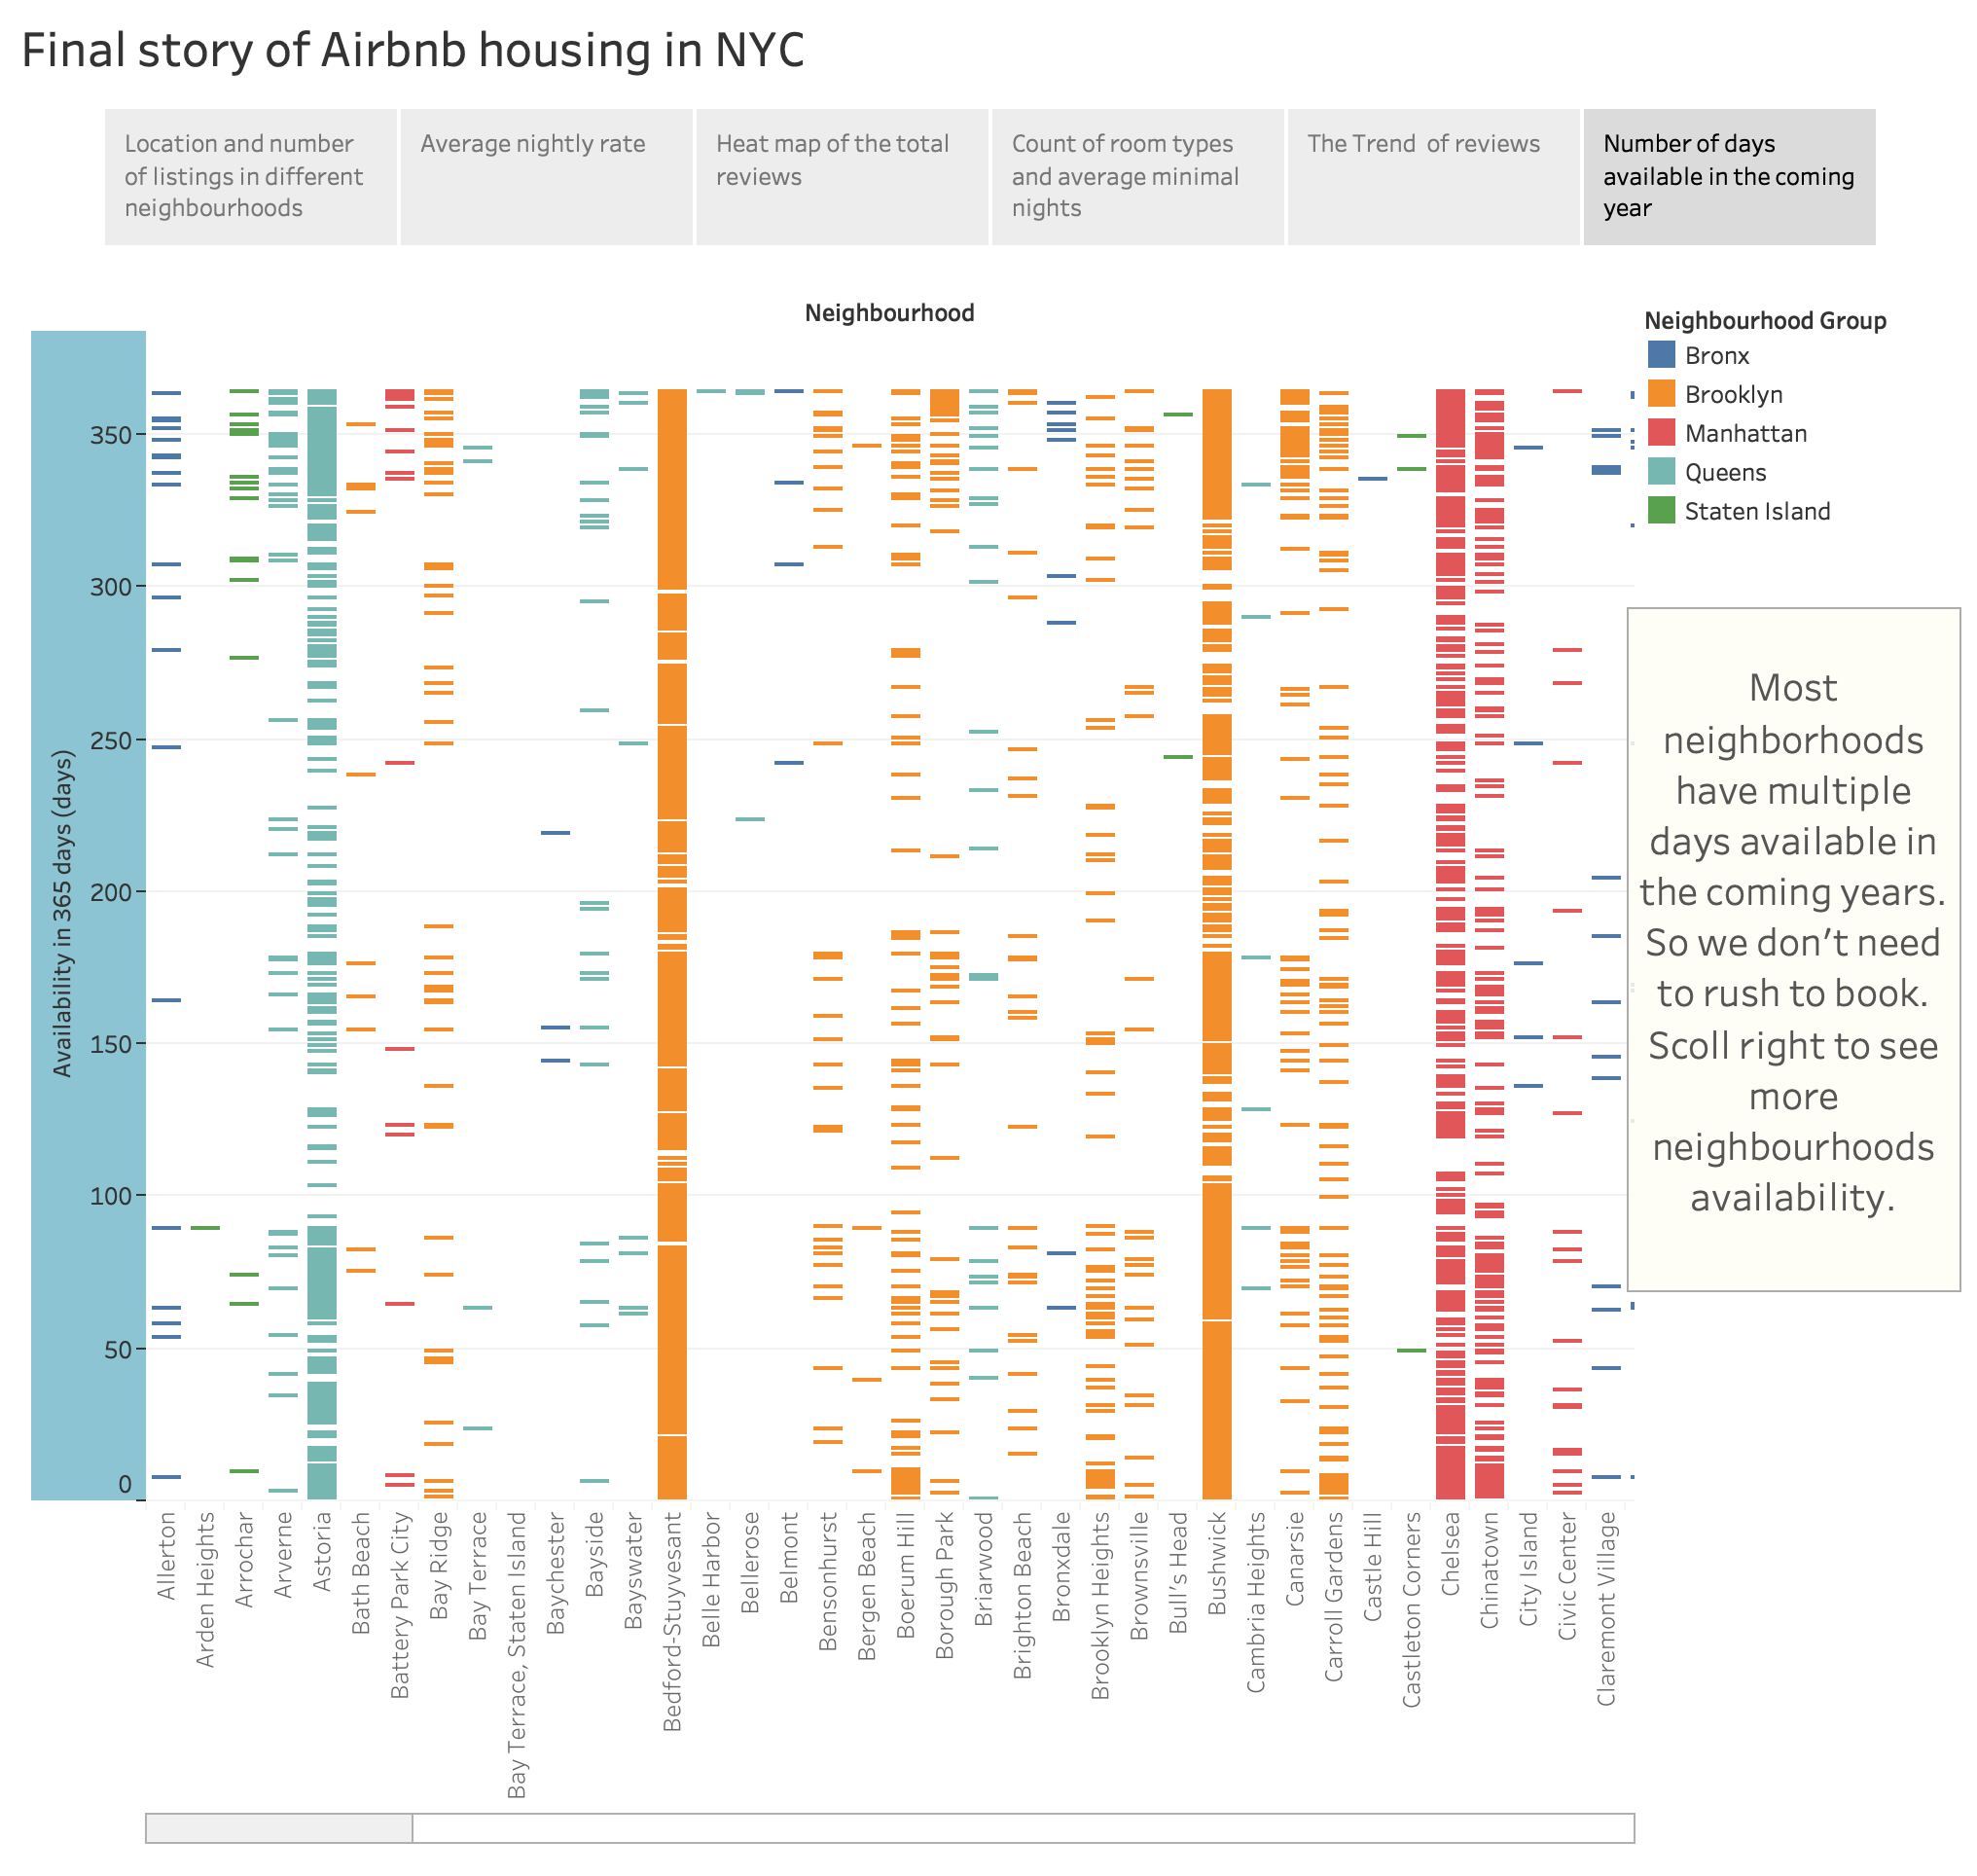 Final story of Airbnb housing in NYC
Location and number
of listings in different
neighbourhoods
Average nightly rate
Heat map of the total
reviews
Count of room types
and average minimal
nights
The Trend of reviews
Number of days
available in the coming
year
Neighbourhood
Neighbourhood Group
Bronx
Brooklyn
Manhattan
Queens
Staten Island
Availability in 365 days (days)
350
300
250
200
150
100
50
0
Most
neighborhoods
have multiple
days available in
the coming years.
So we don't need
to rush to book.
Scoll right to see
more
neighbourhoods
availability.
Allerton
Arden Heights
Arrochar
Arverne
Astoria
Bath Beach
Battery Park City
Bay Ridge
Bay Terrace
Bay Terrace, Staten Island
Baychester
Bayside
Bayswater
Bedford-Stuyvesant
Belle Harbor
Bellerose
Belmont
Bensonhurst
Bergen Beach
Boerum Hill
Borough Park
Briarwood
Brighton Beach
Bronxdale
Brooklyn Heights
Brownsville
Bull's Head
Bushwick
Cambria Heights
Canarsie
Carroll Gardens
Castle Hill
Castleton Corners
Chelsea
Chinatown
City Island
Civic Center
Claremont Village